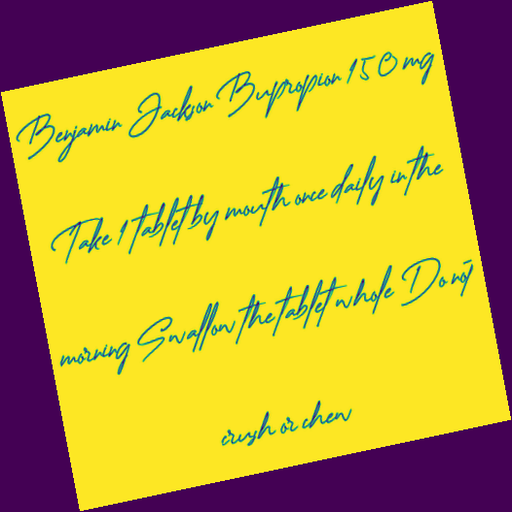 Benjamin Jackson Bupropion 150 mg
Take 1 tablet by mouth once daily in the
morning Swallow the tablet whole Do not
crush or chew